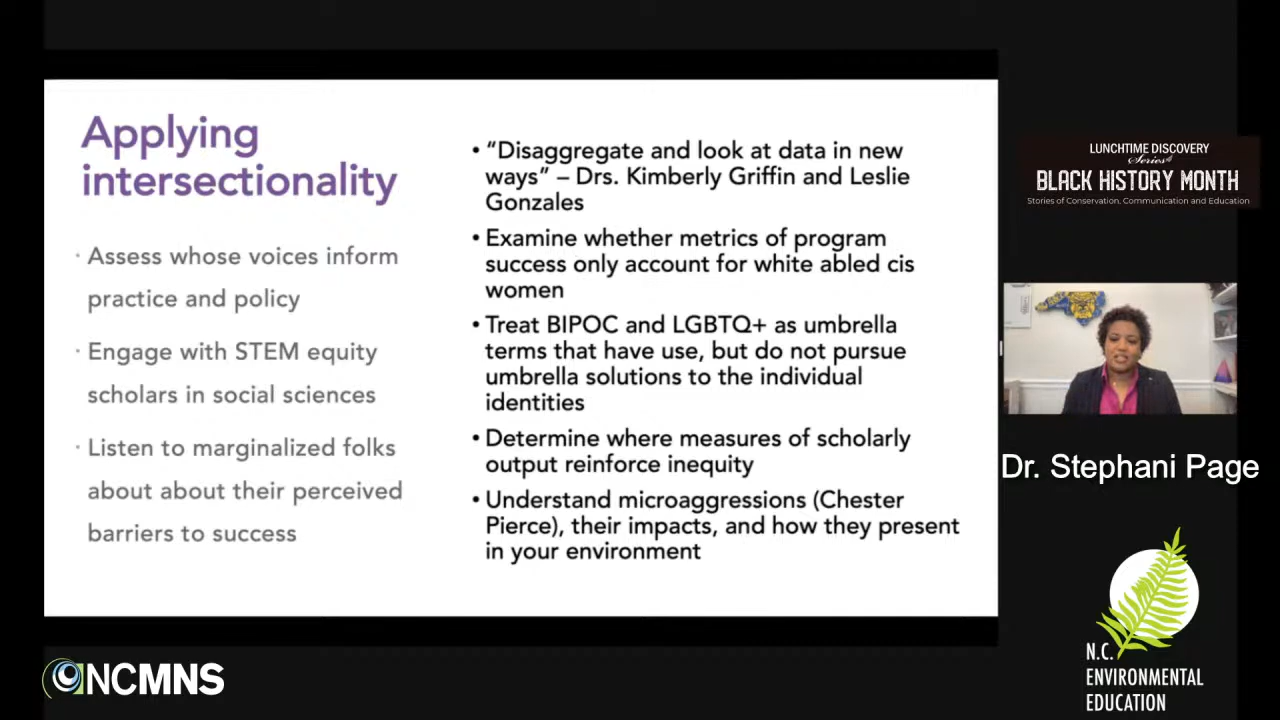 Applying
intersectionality
· Assess whose voices inform
practice and policy
· Engage with STEM equity
scholars in social sciences
· Listen to marginalized folks
about about their perceived
barriers to success
• “Disaggregate and look at data in new
ways” – Drs. Kimberly Griffin and Leslie
Gonzales
• Examine whether metrics of program
success only account for white abled cis
women
• Treat BIPOC and LGBTQ+ as umbrella
terms that have use, but do not pursue
umbrella solutions to the individual
identities
• Determine where measures of scholarly
output reinforce inequity
• Understand microaggressions (Chester
Pierce), their impacts, and how they present
in your environment
LUNCHTIME DISCOVERY
Series
BLACK HISTORY MONTH
Stories of Conservation, Communication and Education
Dr. Stephani Page
NCMNS
N.C.
ENVIRONMENTAL
EDUCATION